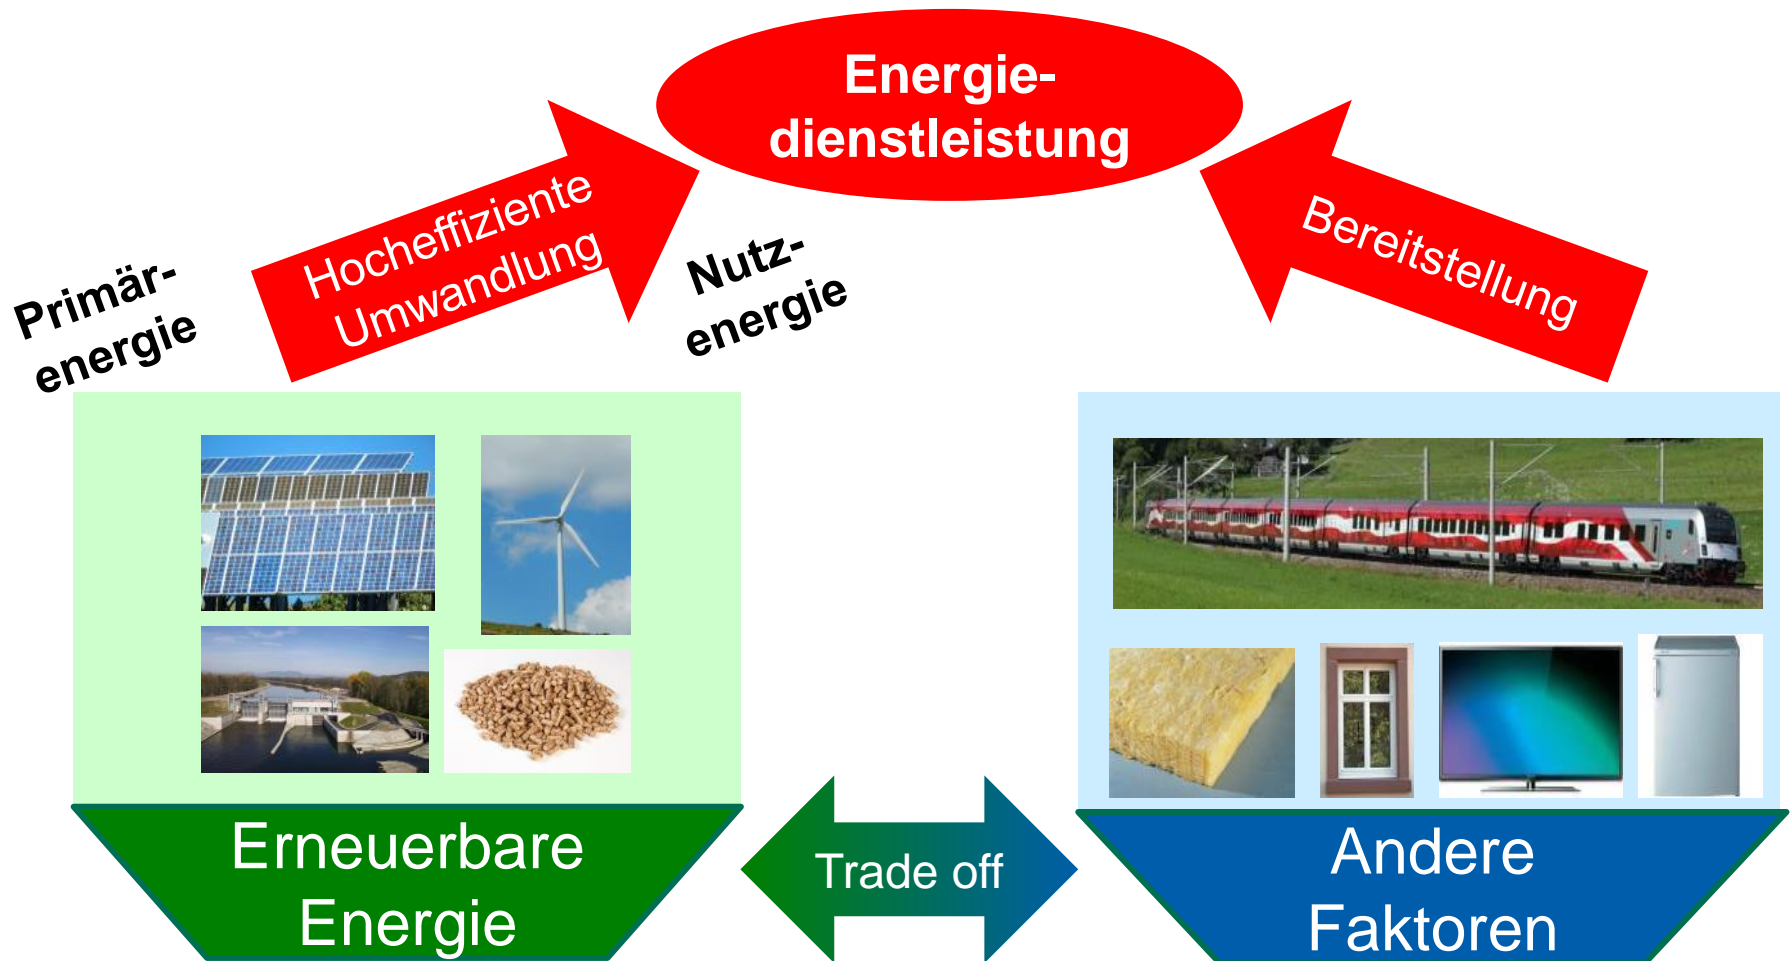 Energie-
dienstleistung
Hocheffiziente
Umwandlung
Bereitstellung
Primär-
energie
Nutz-
energie
Erneuerbare
Energie
Trade off
Andere
Faktoren